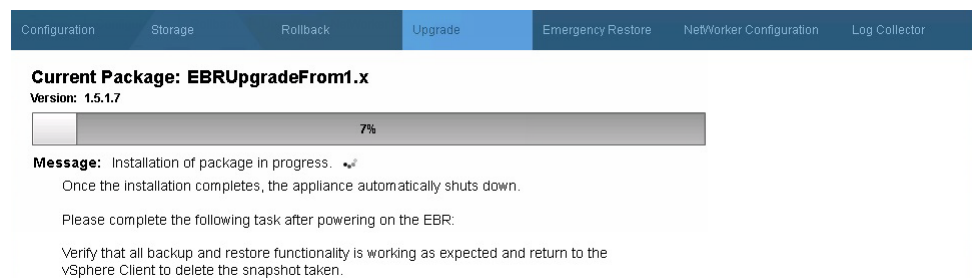 Configuration Storage Rollback Upgrade Emergency Restore NetWorker Configuration Log Collector
Current Package: EBRUpgradeFrom1.x
Version: 1.5.1.7
7%
Message: Installation of package in progress.
Once the installation completes, the appliance automatically shuts down.
Please complete the following task after powering on the EBR:
Verify that all backup and restore functionality is working as expected and return to the
vSphere Client to delete the snapshot taken.